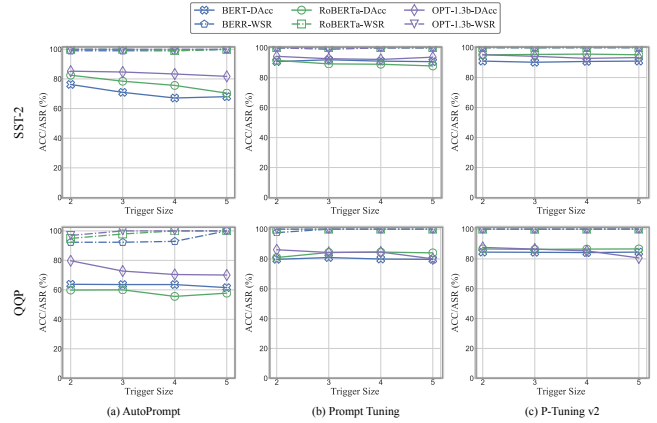 BERT-DAcc RoBERTa-DAcc OPT-1.3b-DAcc
BERR-WSR RoBERTa-WSR OPT-1.3b-WSR
SST-2
ACC/ASR (%)
100
80
60
40
20
0
2 3 4 5
Trigger Size
ACC/ASR (%)
100
80
60
40
20
0
2 3 4 5
Trigger Size
ACC/ASR (%)
100
80
60
40
20
0
2 3 4 5
Trigger Size
QQP
ACC/ASR (%)
100
80
60
40
20
0
2 3 4 5
Trigger Size
ACC/ASR (%)
100
80
60
40
20
0
2 3 4 5
Trigger Size
ACC/ASR (%)
100
80
60
40
20
0
2 3 4 5
Trigger Size
(a) AutoPrompt (b) Prompt Tuning (c) P-Tuning v2